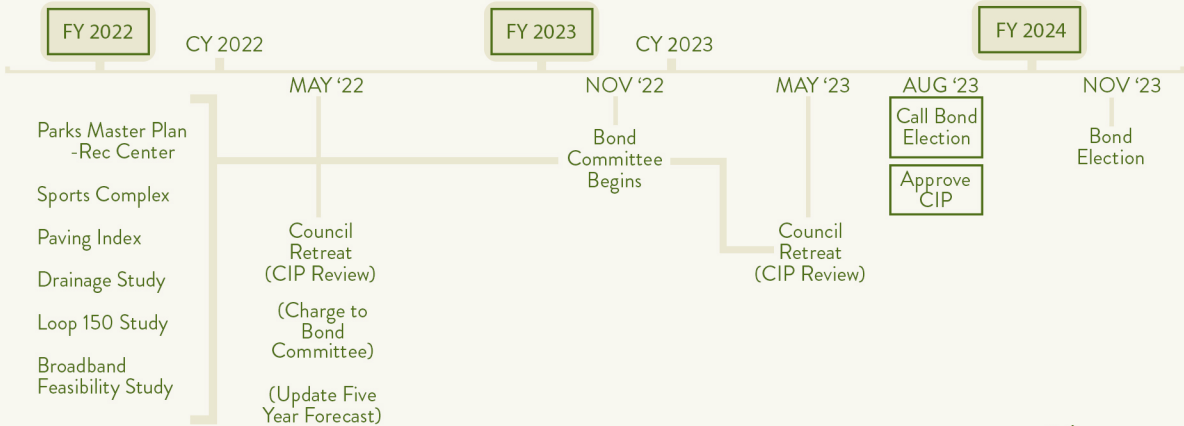 FY 2022
CY 2022
FY 2023
CY 2023
FY 2024
MAY ‘22
NOV ‘22
MAY ‘23
AUG ‘23
NOV ‘23
Parks Master Plan
-Rec Center
Sports Complex
Paving Index
Drainage Study
Loop 150 Study
Broadband
Feasibility Study
Council
Retreat
(CIP Review)
(Charge to
Bond
Committee)
(Update Five
Year Forecast)
Bond
Committee
Begins
Council
Retreat
(CIP Review)
Call Bond
Election
Approve
CIP
Bond
Election